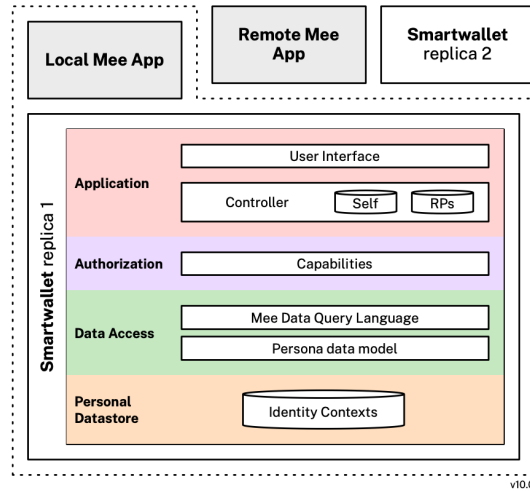 Local Mee App
Remote Mee
App
Smartwallet
replica 2
Smartwallet replica 1
Application
User Interface
Controller
Self
RPs
Authorization
Capabilities
Data Access
Mee Data Query Language
Persona data model
Personal
Datastore
Identity Contexts